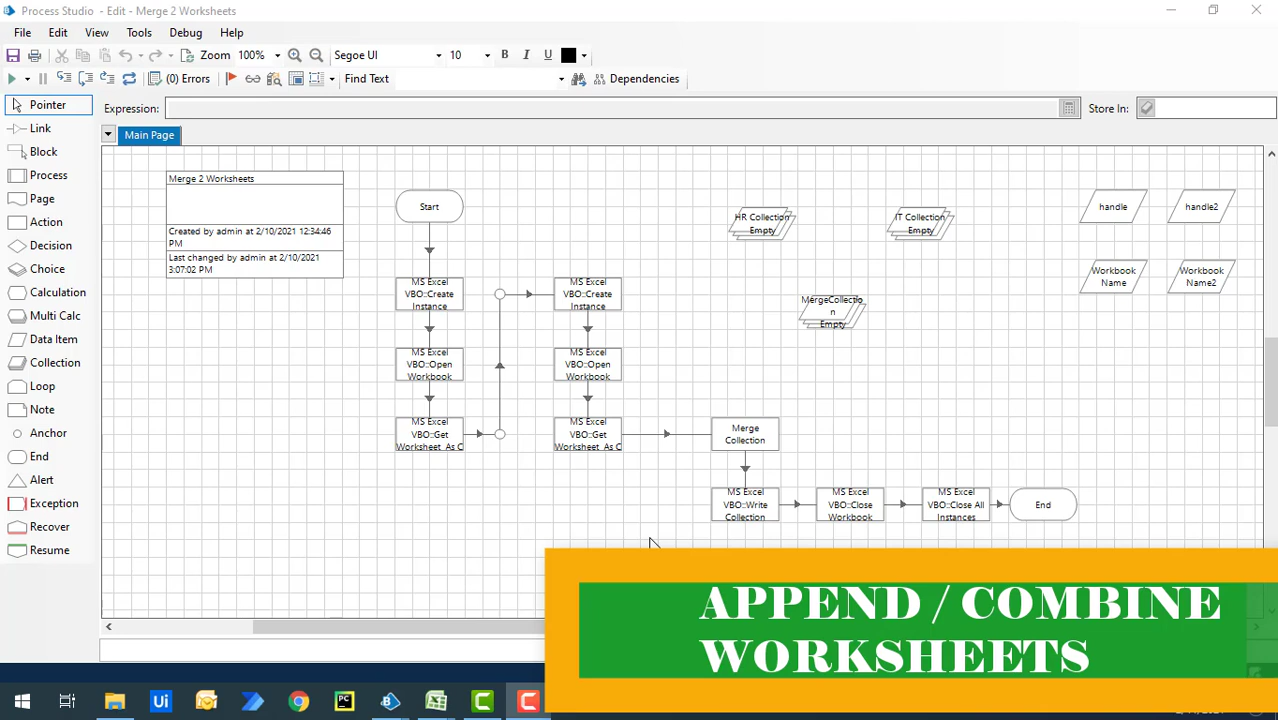 Process Studio - Edit - Merge 2 Worksheets
File Edit View Tools Debug Help
Zoom 100% Segoe UI 10 B I U
(0) Errors Find Text Dependencies
Pointer
Expression: Store In:
Link
Main Page
Block
Process
Page
Action
Decision
Choice
Calculation
Multi Calc
Data Item
Collection
Loop
Note
Anchor
End
Alert
Exception
Recover
Resume
Merge 2 Worksheets
Created by admin at 2/10/2021 12:34:46
PM
Last changed by admin at 2/10/2021
3:07:02 PM
Start
MS Excel
VBO::Create
Instance
MS Excel
VBO::Open
Workbook
MS Excel
VBO::Get
Worksheet As C
MS Excel
VBO::Create
Instance
MS Excel
VBO::Open
Workbook
MS Excel
VBO::Get
Worksheet As C
Merge
Collection
MS Excel
VBO::Write
Collection
MS Excel
VBO::Close
Workbook
MS Excel
VBO::Close All
Instances
End
HR Collection
Empty
IT Collection
Empty
MergeCollectio
n
Empty
handle
handle2
Workbook
Name
Workbook
Name2
APPEND / COMBINE
WORKSHEETS
Ui
PC